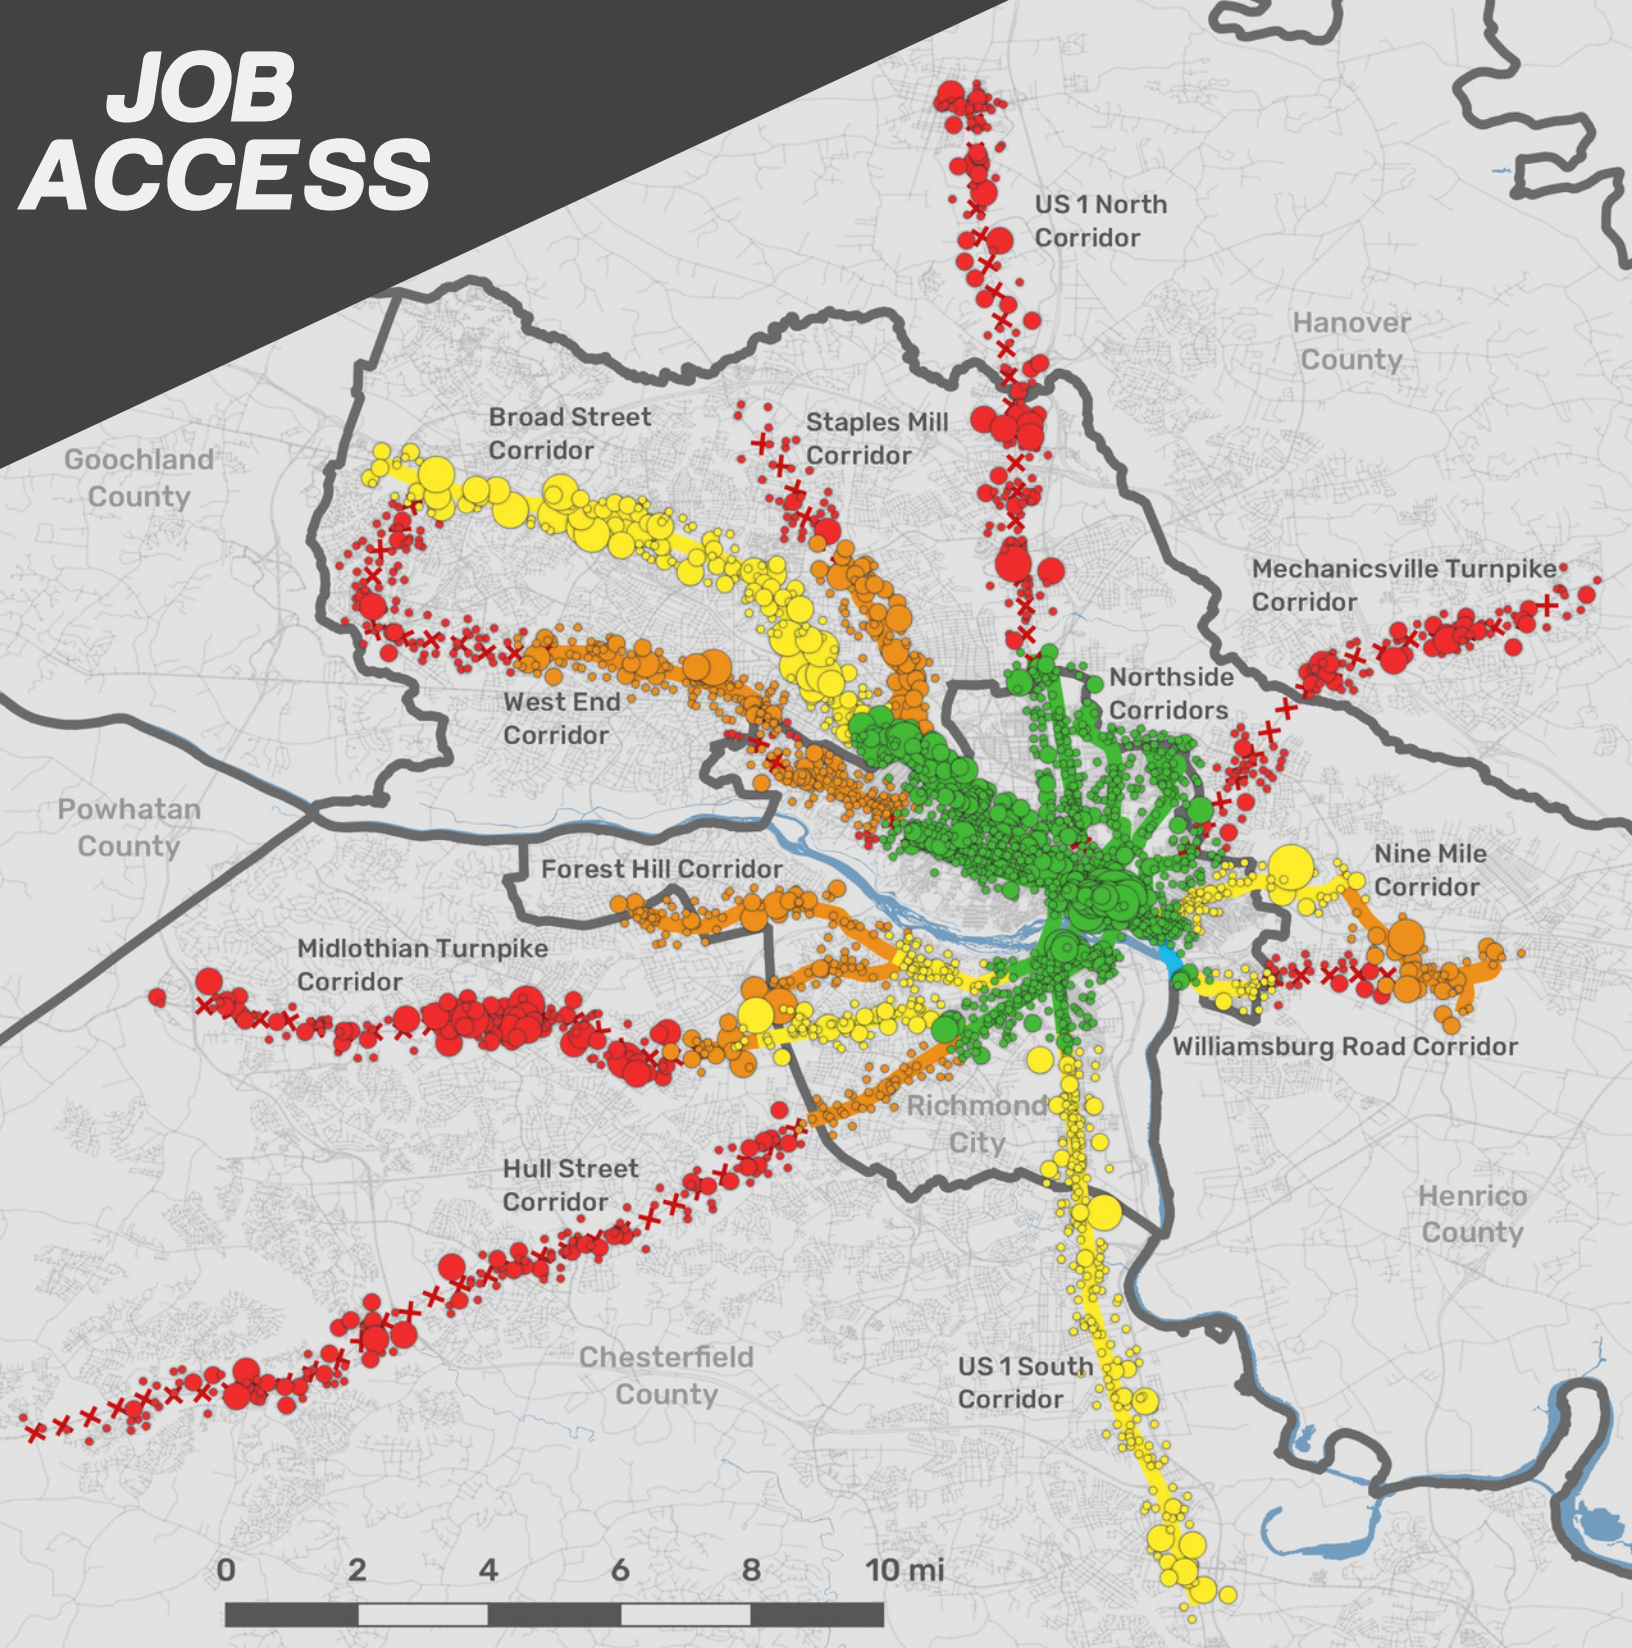 JOB
ACCESS
US 1 North
Corridor
Hanover
County
Broad Street
Corridor
Staples Mill
Corridor
Goochland
County
Mechanicsville Turnpike
Corridor
Northside
Corridors
West End
Corridor
Powhatan
County
Forest Hill Corridor
Nine Mile
Corridor
Midlothian Turnpike
Corridor
Williamsburg Road Corridor
Richmond
City
Hull Street
Corridor
Henrico
County
Chesterfield
County
US 1 South
Corridor
0 2 4 6 8 10 mi